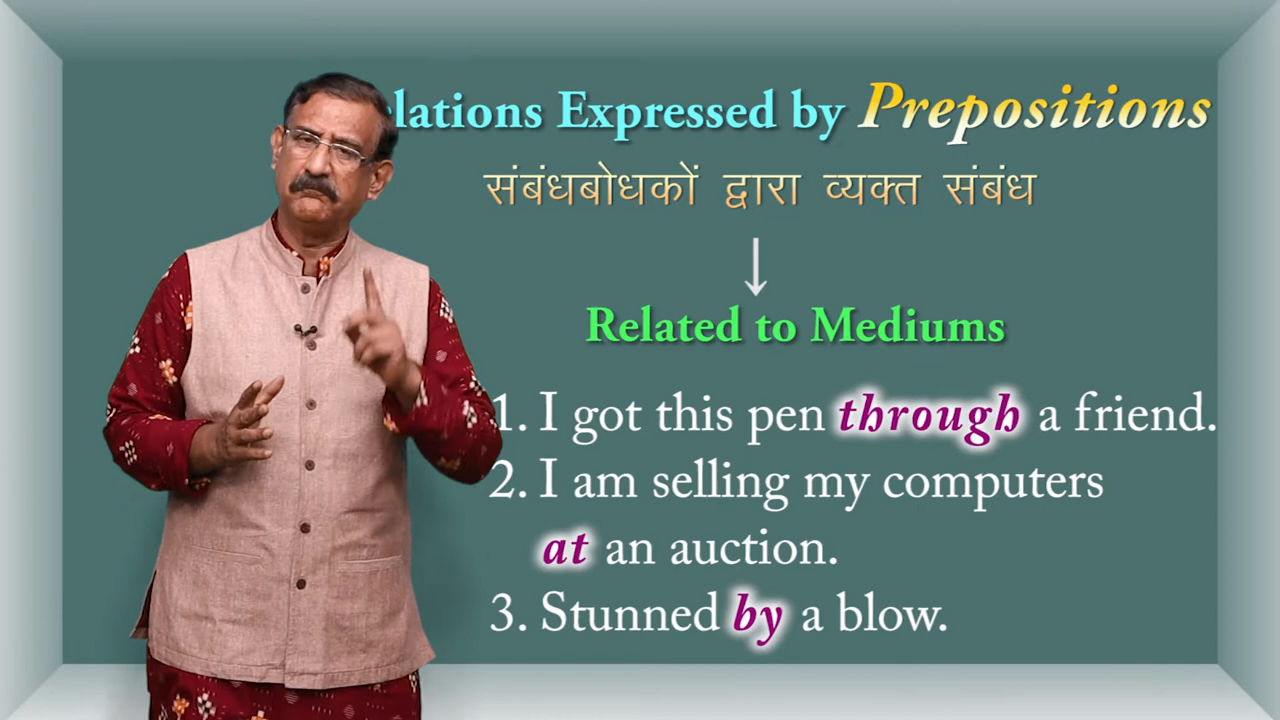 elations Expressed by Prepositions
संबंधबोधकों द्वारा व्यक्त संबंध
Related to Mediums
1. I got this pen through a friend.
2. I am selling my computers
at an auction.
3. Stunned by a blow.